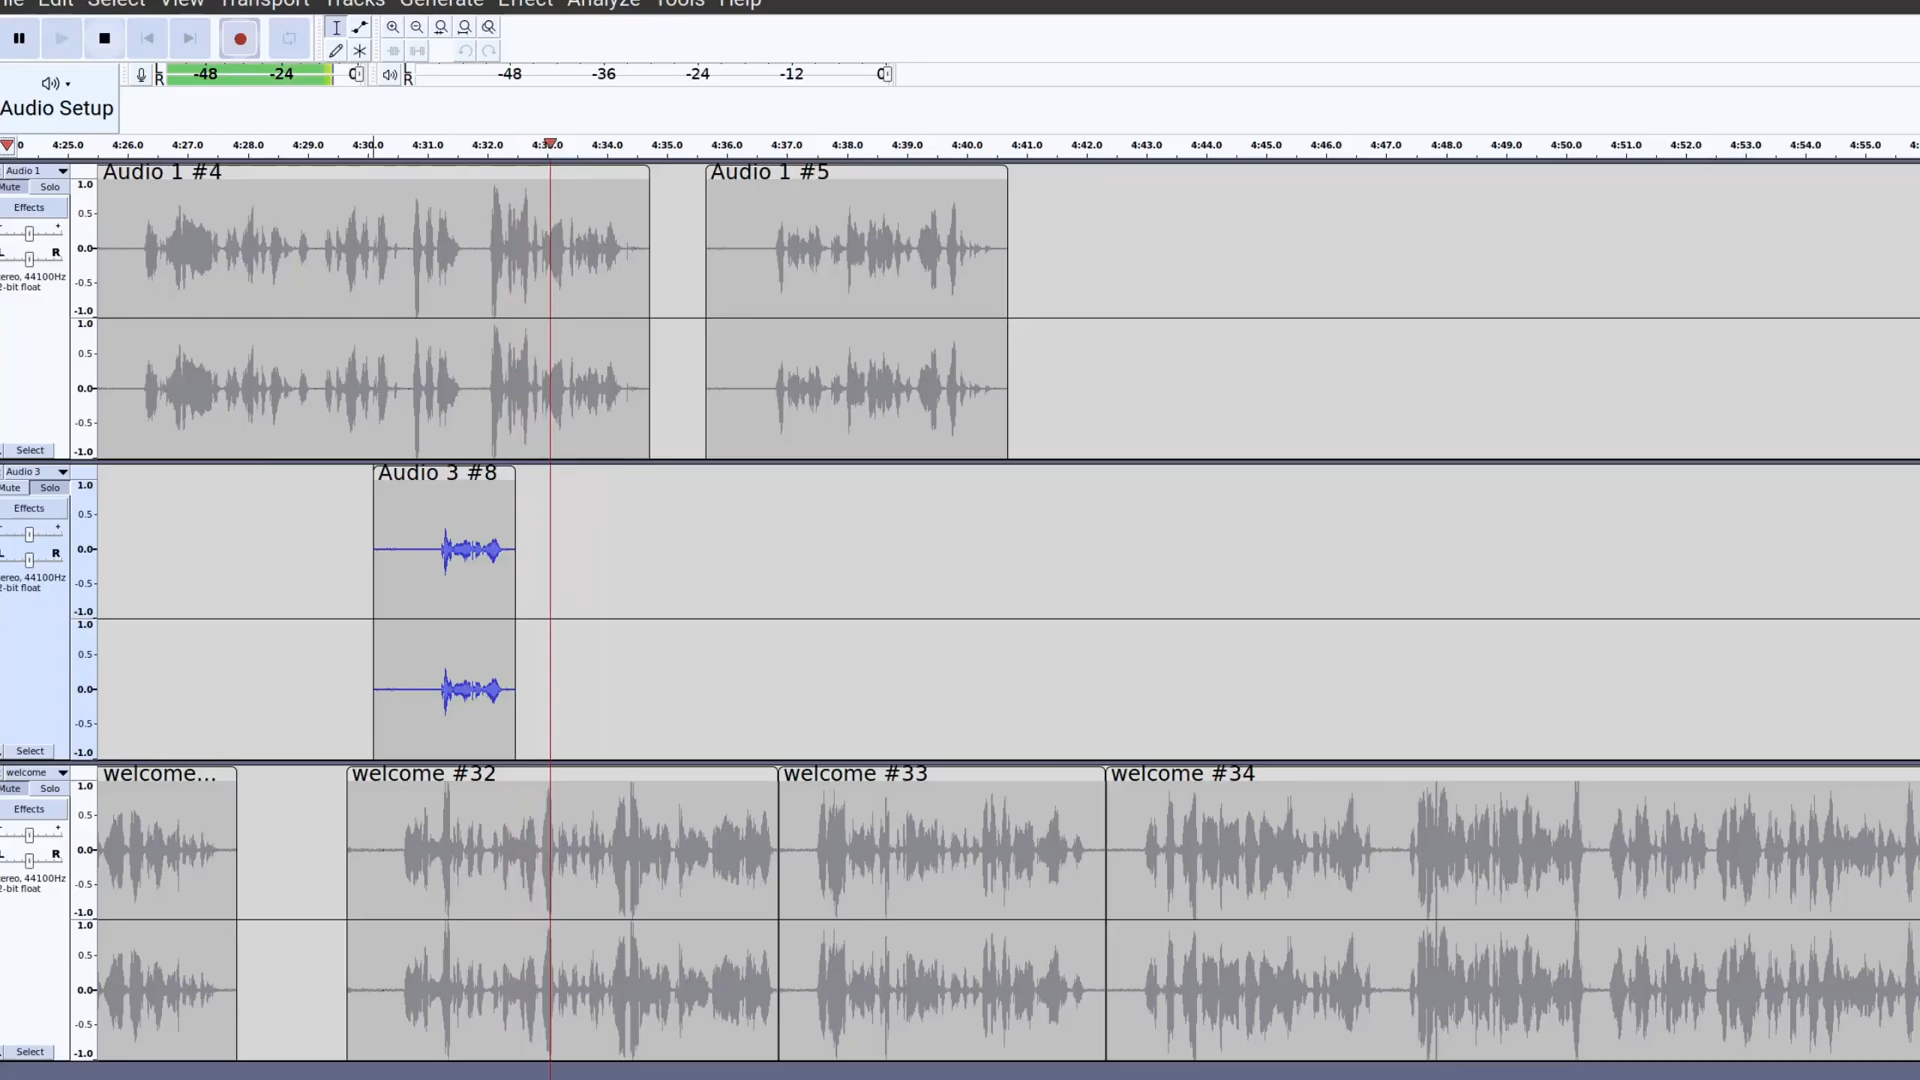 File Edit Select View Transport Tracks Generate Effect Analyze Tools Help
L
R -48 -24 0
L
R -48 -36 -24 -12 0
Audio Setup
0 4:25.0 4:26.0 4:27.0 4:28.0 4:29.0 4:30.0 4:31.0 4:32.0 4:34.0 4:35.0 4:36.0 4:37.0 4:38.0 4:39.0 4:40.0 4:41.0 4:42.0 4:43.0 4:44.0 4:45.0 4:46.0 4:47.0 4:48.0 4:49.0 4:50.0 4:51.0 4:52.0 4:53.0 4:54.0 4:55.0 4:
Audio 1 Audio 1 #4 Audio 1 #5
Mute Solo 1.0
Effects 0.5
- +
L R 0.0
ereo, 44100Hz -0.5
2-bit float
-1.0
1.0
0.5
0.0
-0.5
Select -1.0
Audio 3 Audio 3 #8
Mute Solo 1.0
Effects 0.5
- +
L R 0.0
ereo, 44100Hz -0.5
2-bit float
-1.0
1.0
0.5
0.0
-0.5
Select -1.0
welcome welcome... welcome #32 welcome #33 welcome #34
Mute Solo 1.0
Effects 0.5
- +
L R 0.0
ereo, 44100Hz -0.5
2-bit float
-1.0
1.0
0.5
0.0
-0.5
Select -1.0